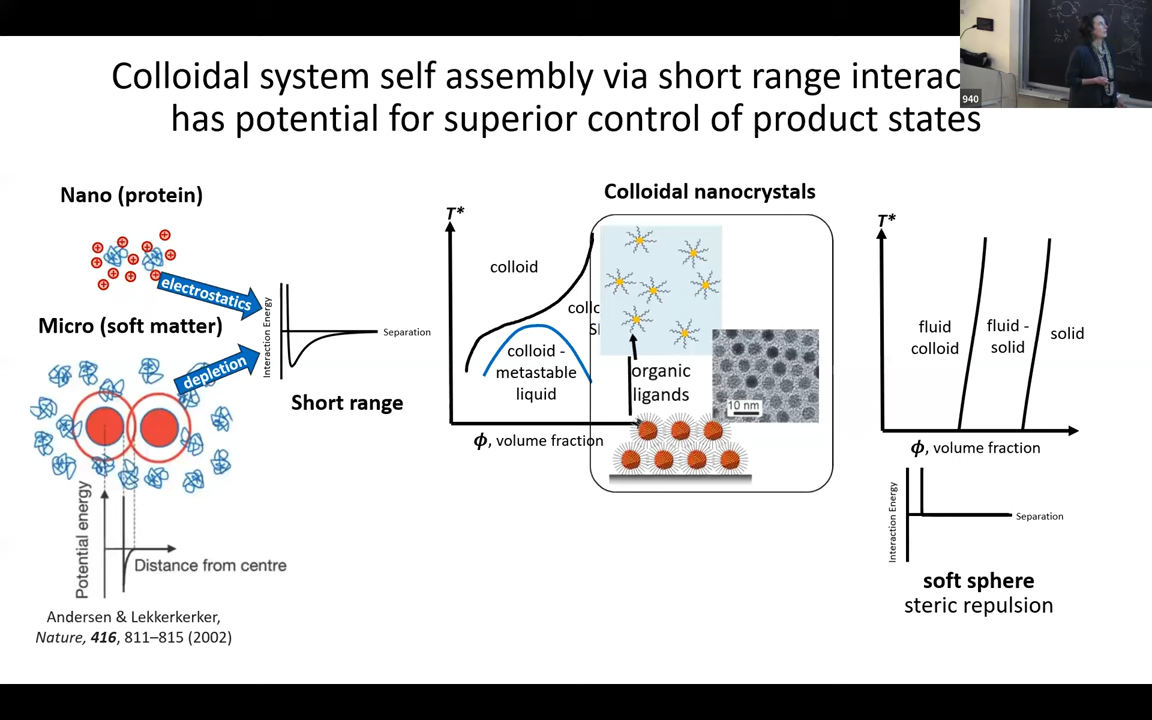 Colloidal system self assembly via short range
has potential for superior control of product states
940
Nano (protein)
electrostatics
Micro (soft matter)
depletion
Potential energy
Distance from centre
Andersen & Lekkerkerker,
Nature, 416, 811–815 (2002)
Interaction Energy
Separation
Short range
T*
colloid
colloid -
metastable
liquid
ϕ, volume fraction
Colloidal nanocrystals
organic
ligands
10 nm
T*
fluid
colloid
fluid -
solid
solid
ϕ, volume fraction
Interaction Energy
Separation
soft sphere
steric repulsion